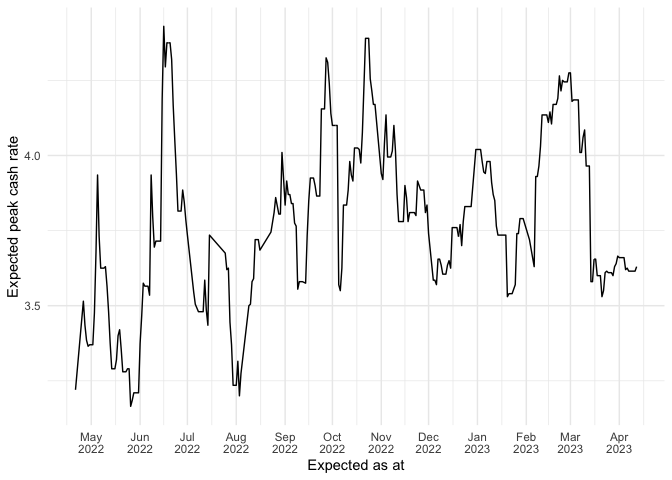 Expected peak cash rate
4.0
3.5
May Jun Jul Aug Sep Oct Nov Dec Jan Feb Mar Apr
2022 2022 2022 2022 2022 2022 2022 2022 2023 2023 2023 2023
Expected as at